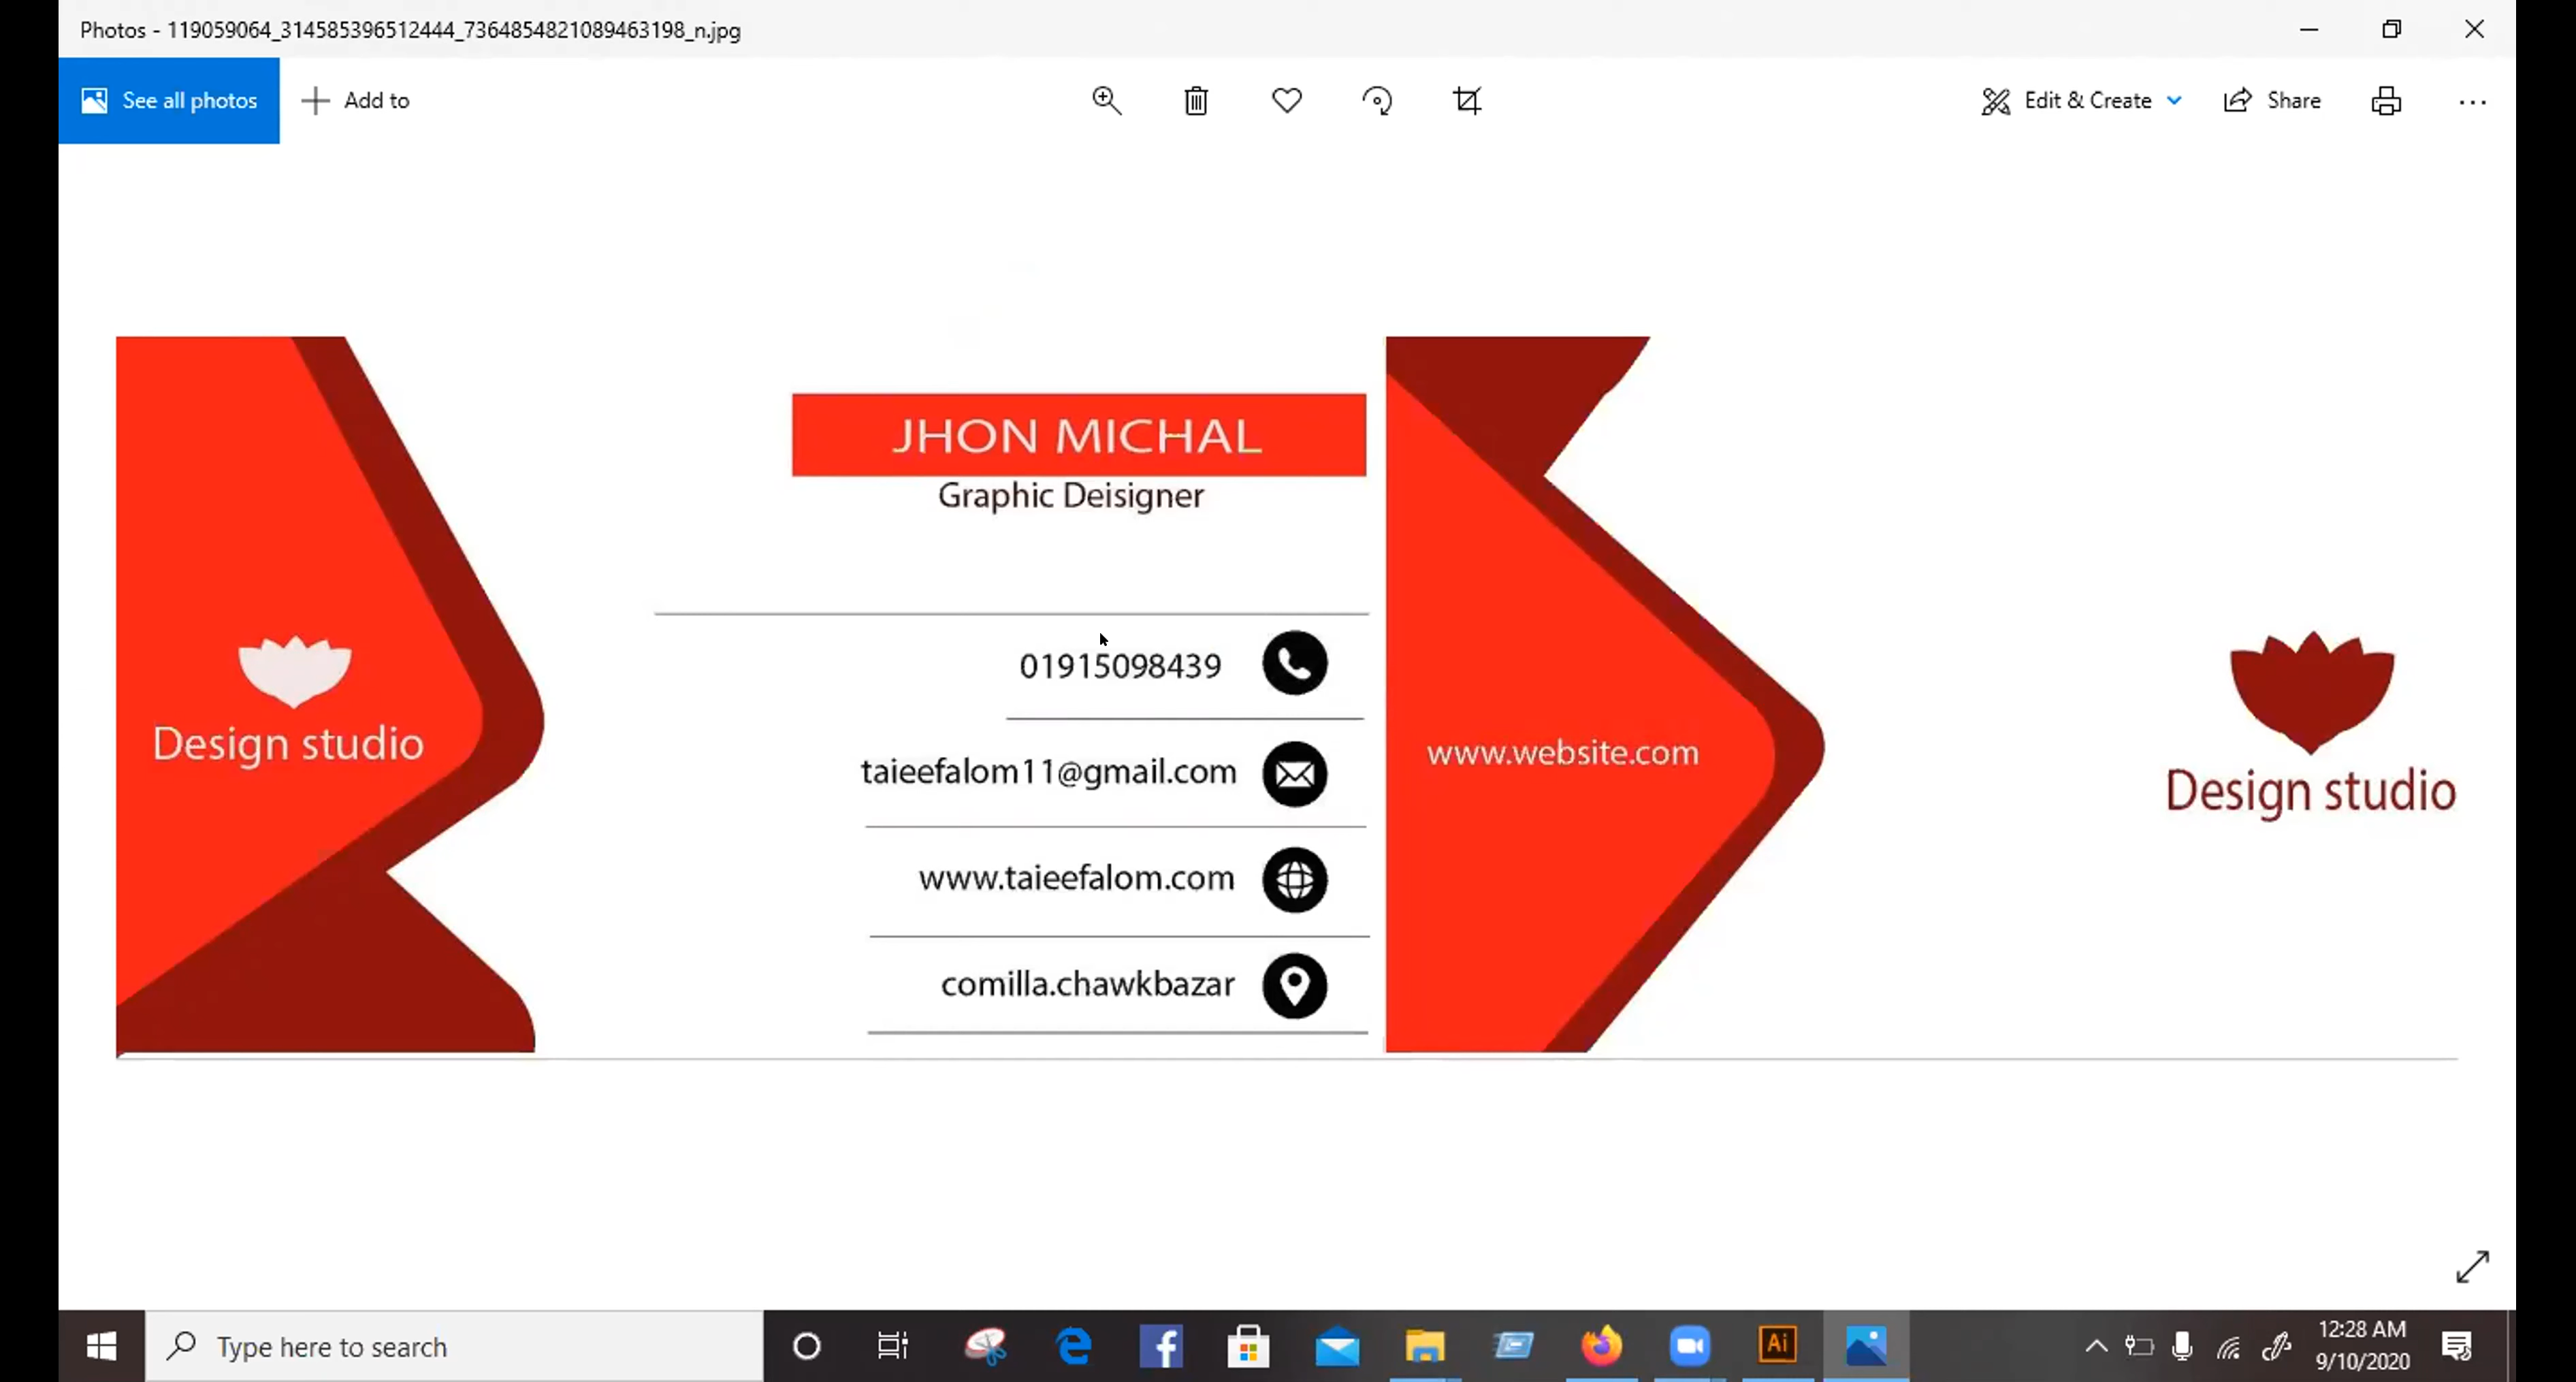 Photos - 119059064_314585396512444_7364854821089463198_n.jpg
See all photos
Add to
Edit & Create
Share
JHON MICHAL
Graphic Deisigner
01915098439
taieefalom11@gmail.com
www.taieefalom.com
comilla.chawkbazar
Design studio
www.website.com
Design studio
Type here to search
Ai
12:28 AM
9/10/2020